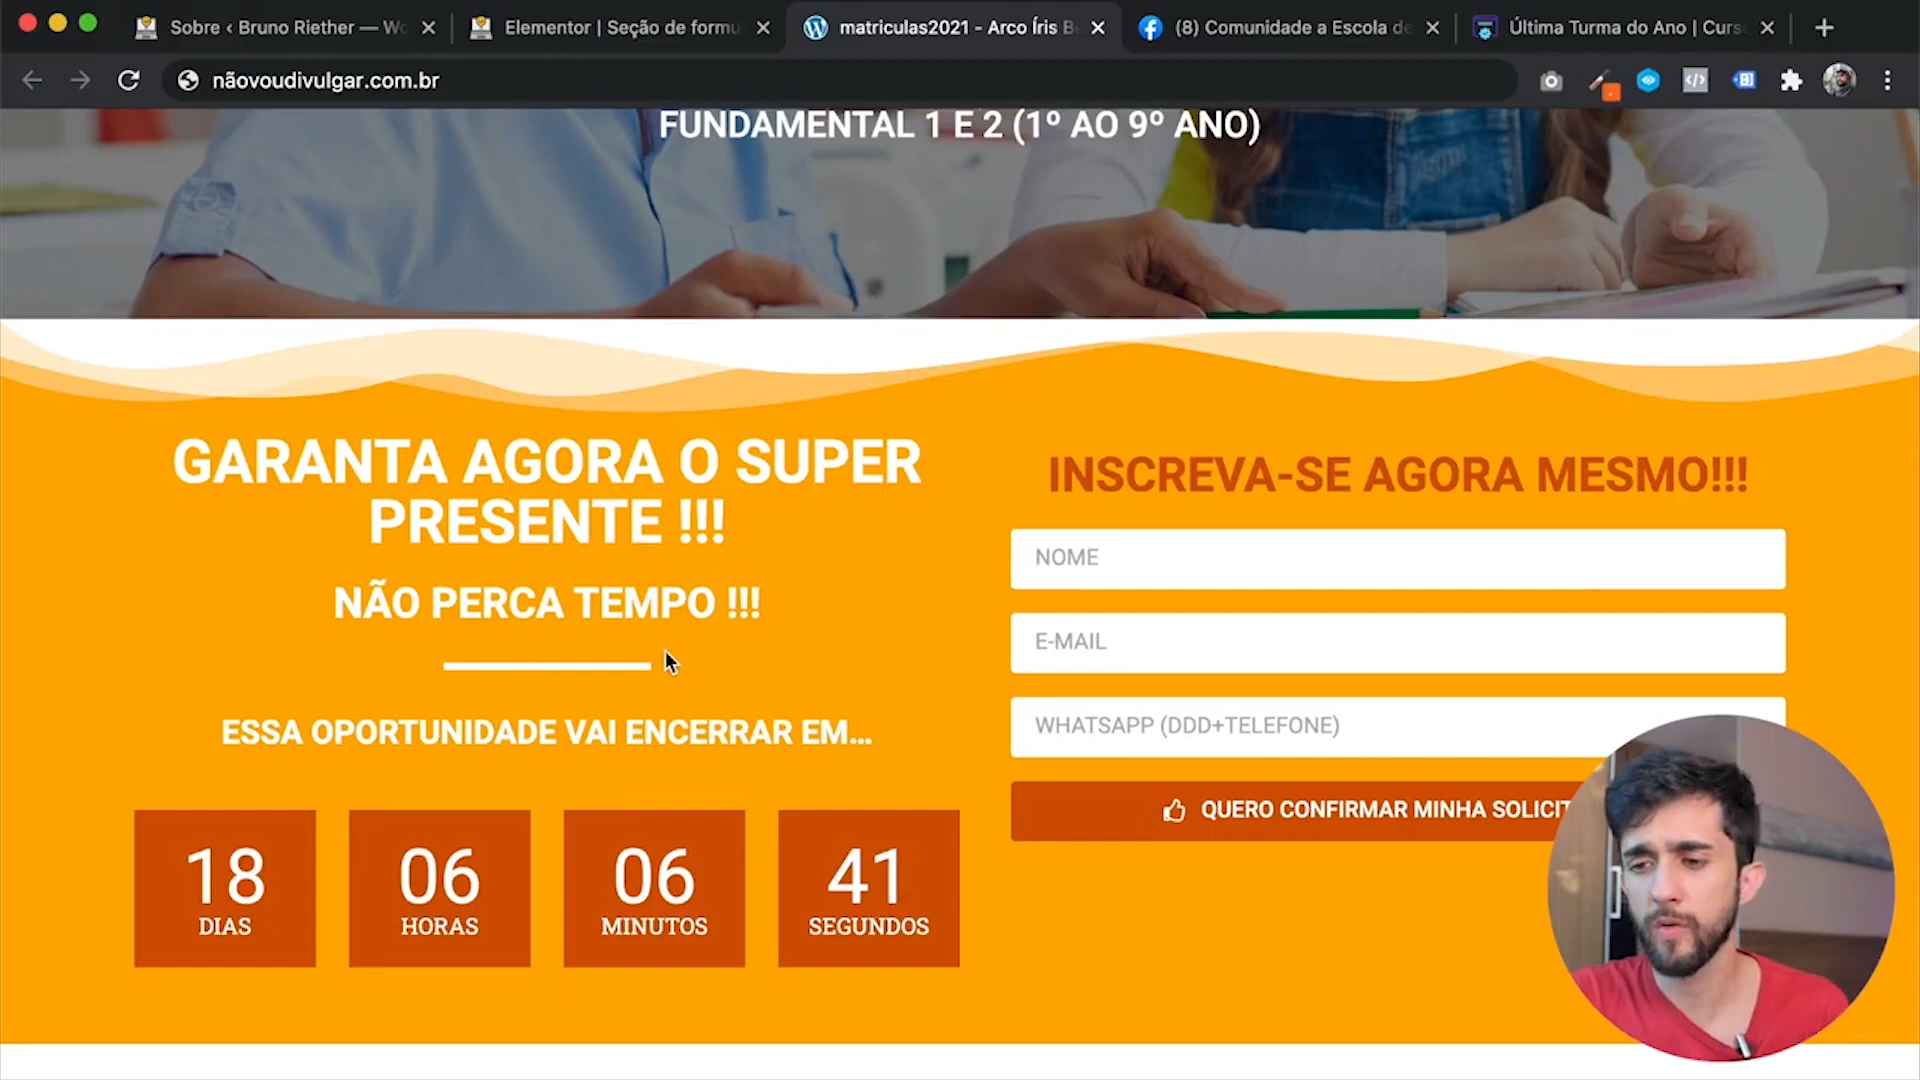 Sobre ‹ Bruno Riether — Wo
Elementor | Seção de formu
matriculas2021 - Arco Íris B
(8) Comunidade a Escola de
Última Turma do Ano | Curs
nãovoudivulgar.com.br
FUNDAMENTAL 1 E 2 (1º AO 9º ANO)
GARANTA AGORA O SUPER
PRESENTE !!!
NÃO PERCA TEMPO !!!
ESSA OPORTUNIDADE VAI ENCERRAR EM...
18
DIAS
06
HORAS
06
MINUTOS
41
SEGUNDOS
INSCREVA-SE AGORA MESMO!!!
NOME
E-MAIL
WHATSAPP (DDD+TELEFONE)
QUERO CONFIRMAR MINHA SOLICIT